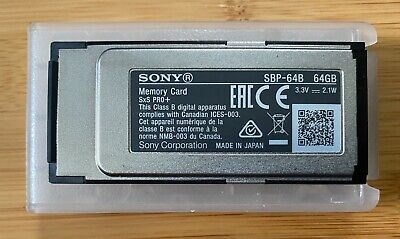 SONY® SBP-64B 64GB
Memory Card
SxS PRO+
3.3V ⎓ 2.1W
This Class B digital apparatus
complies with Canadian ICES-003.
Cet appareil numérique de la
classe B est conforme à la
norme NMB-003 du Canada.
Sony Corporation MADE IN JAPAN
EAC CE